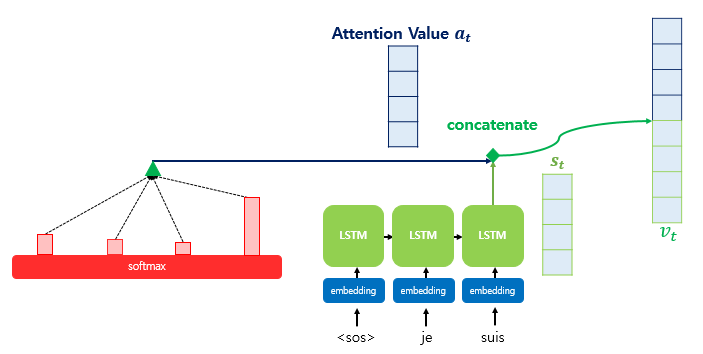 Attention Value a_t
concatenate
s_t
v_t
LSTM LSTM LSTM
softmax
embedding embedding embedding
<sos> je suis